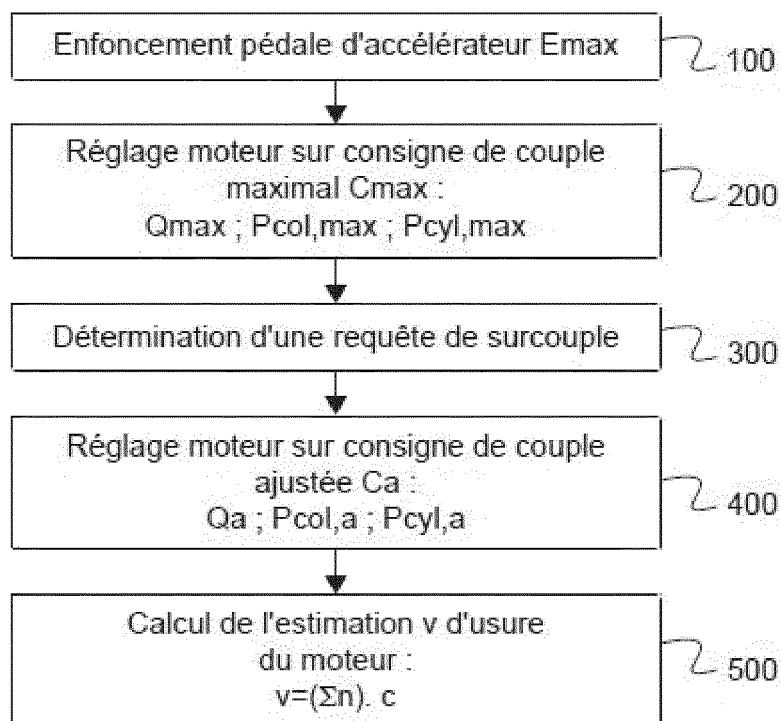 Enfoncement pédale d'accélérateur Emax
100
Réglage moteur sur consigne de couple
maximal Cmax :
Qmax ; Pcol,max ; Pcyl,max
200
Détermination d'une requête de surcouple
300
Réglage moteur sur consigne de couple
ajustée Ca :
Qa ; Pcol,a ; Pcyl,a
400
Calcul de l'estimation v d'usure
du moteur :
v=(Σn). c
500